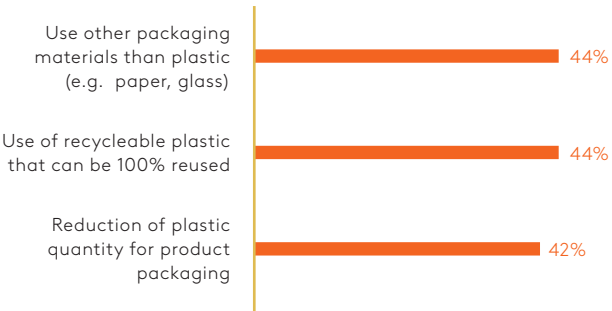 Use other packaging
materials than plastic
(e.g. paper, glass)
44%
Use of recycleable plastic
that can be 100% reused
44%
Reduction of plastic
quantity for product
packaging
42%